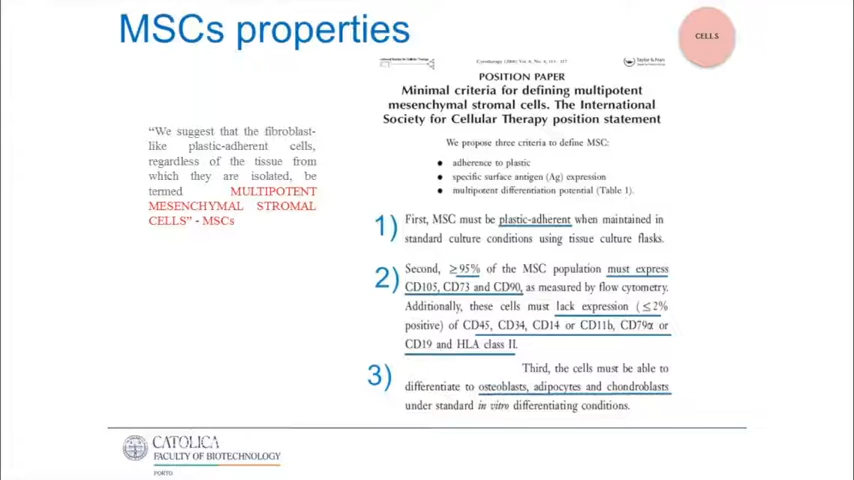 MSCs properties
CELLS
Taylor & Fran
POSITION PAPER
Minimal criteria for defining multipotent
mesenchymal stromal cells. The International
Society for Cellular Therapy position statement
We propose three criteria to define MSC:
● adherence to plastic
● specific surface antigen (Ag) expression
● multipotent differentiation potential (Table 1).
“We suggest that the fibroblast-
like plastic-adherent cells,
regardless of the tissue from
which they are isolated, be
termed MULTIPOTENT
MESENCHYMAL STROMAL
CELLS” - MSCs
1) First, MSC must be plastic-adherent when maintained in
standard culture conditions using tissue culture flasks.
2) Second, ≥95% of the MSC population must express
CD105, CD73 and CD90, as measured by flow cytometry.
Additionally, these cells must lack expression (≤2%
positive) of CD45, CD34, CD14 or CD11b, CD79α or
CD19 and HLA class II.
3) Third, the cells must be able to
differentiate to osteoblasts, adipocytes and chondroblasts
under standard in vitro differentiating conditions.
CATOLICA
FACULTY OF BIOTECHNOLOGY
PORTO